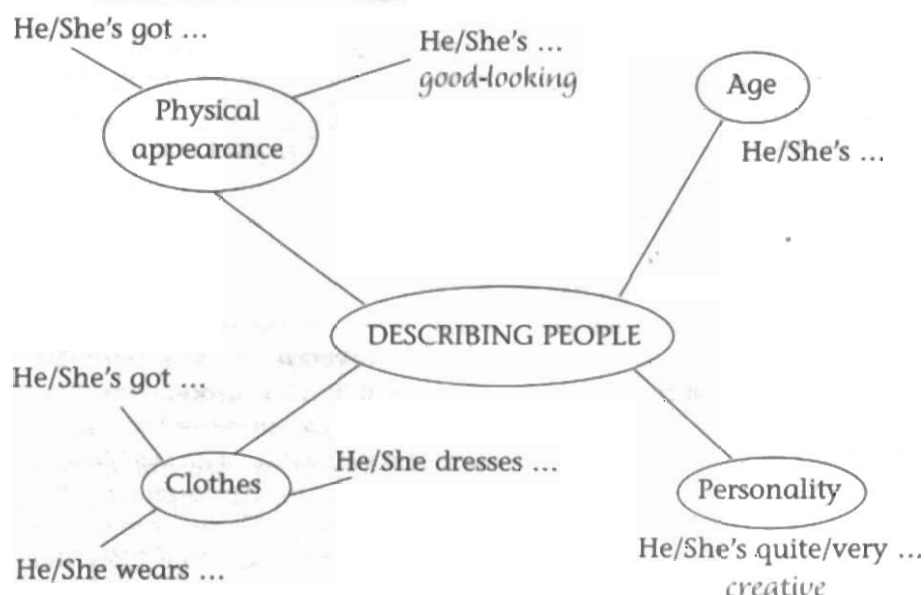 He/She's got ...
He/She's ...
good-looking
Physical
appearance
Age
He/She's ...
DESCRIBING PEOPLE
He/She's got ...
Clothes
He/She dresses ...
He/She wears ...
Personality
He/She's quite/very ...
creative